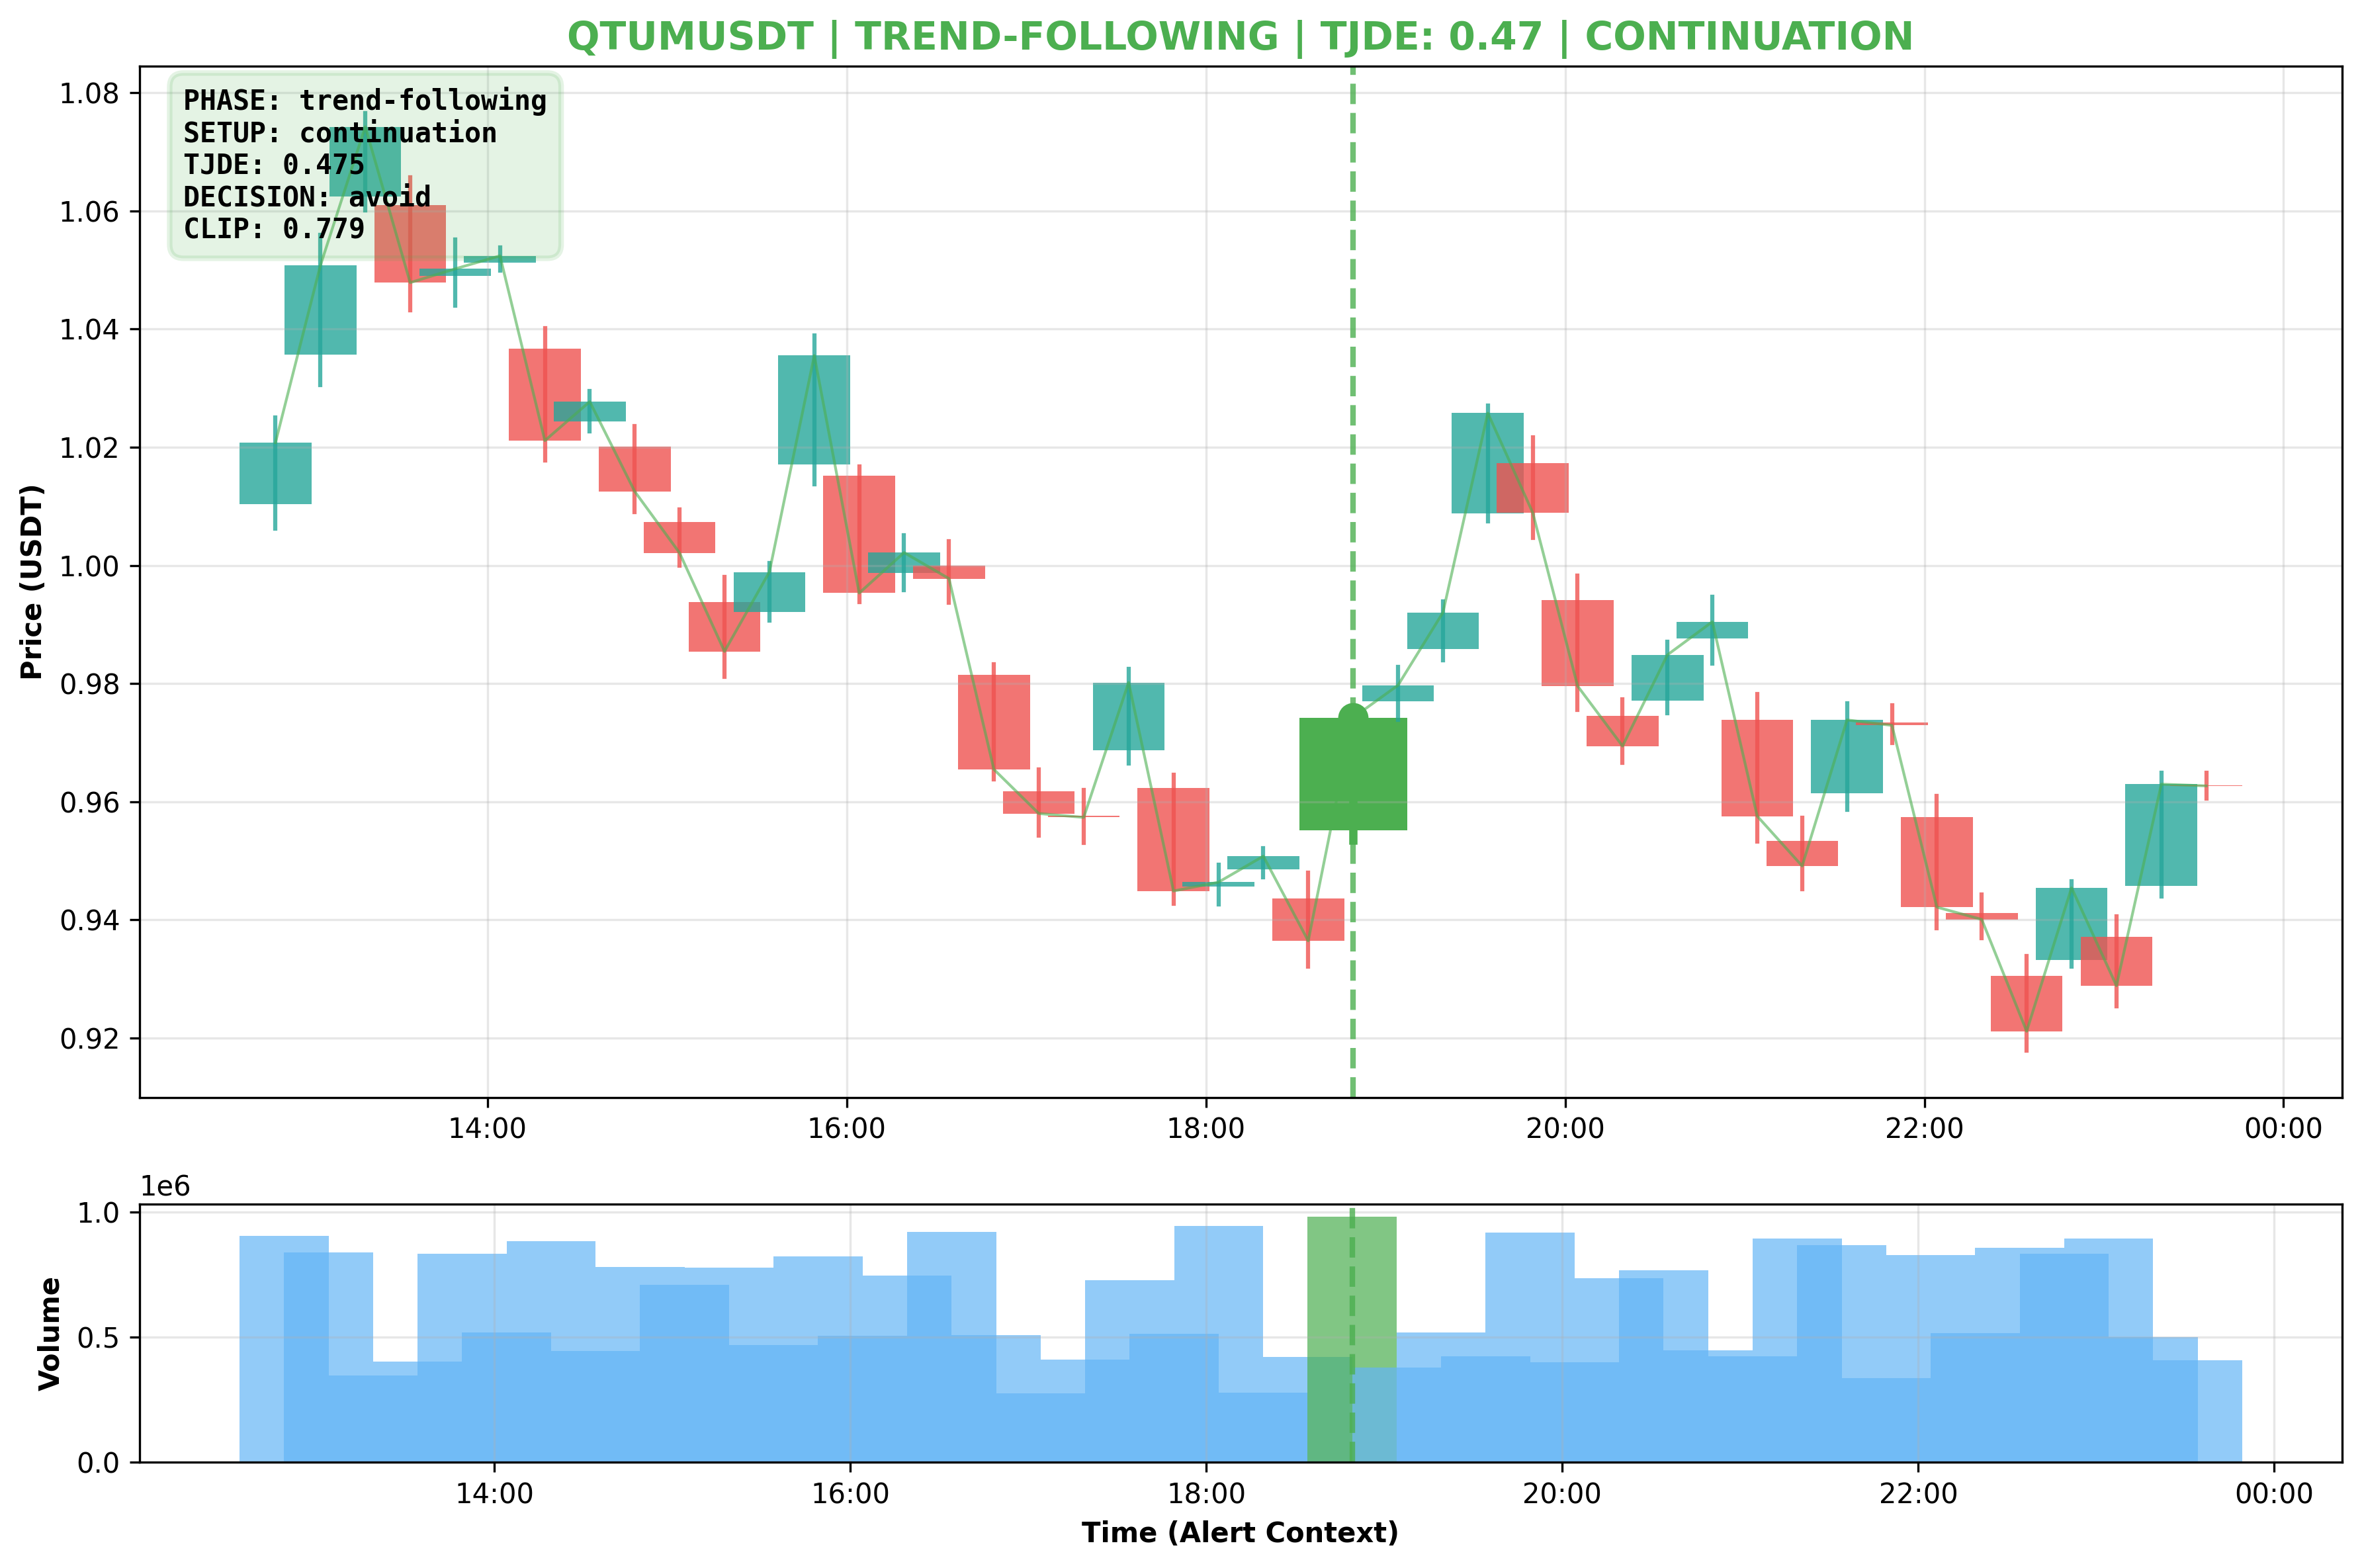 QTUMUSDT | TREND-FOLLOWING | TJDE: 0.47 | CONTINUATION
PHASE: trend-following
SETUP: continuation
TJDE: 0.475
DECISION: avoid
CLIP: 0.779
Price (USDT)
1.08
1.06
1.04
1.02
1.00
0.98
0.96
0.94
0.92
14:00
16:00
18:00
20:00
22:00
00:00
1e6
Volume
1.0
0.5
0.0
14:00
16:00
18:00
20:00
22:00
00:00
Time (Alert Context)